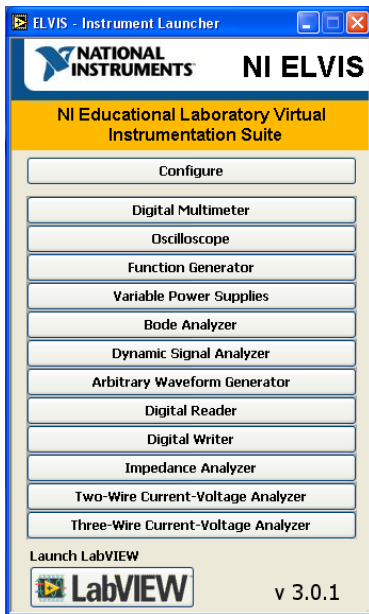 ELVIS - Instrument Launcher
NATIONAL
INSTRUMENTS
NI ELVIS
NI Educational Laboratory Virtual
Instrumentation Suite
Configure
Digital Multimeter
Oscilloscope
Function Generator
Variable Power Supplies
Bode Analyzer
Dynamic Signal Analyzer
Arbitrary Waveform Generator
Digital Reader
Digital Writer
Impedance Analyzer
Two-Wire Current-Voltage Analyzer
Three-Wire Current-Voltage Analyzer
Launch LabVIEW
LabVIEW
v 3.0.1